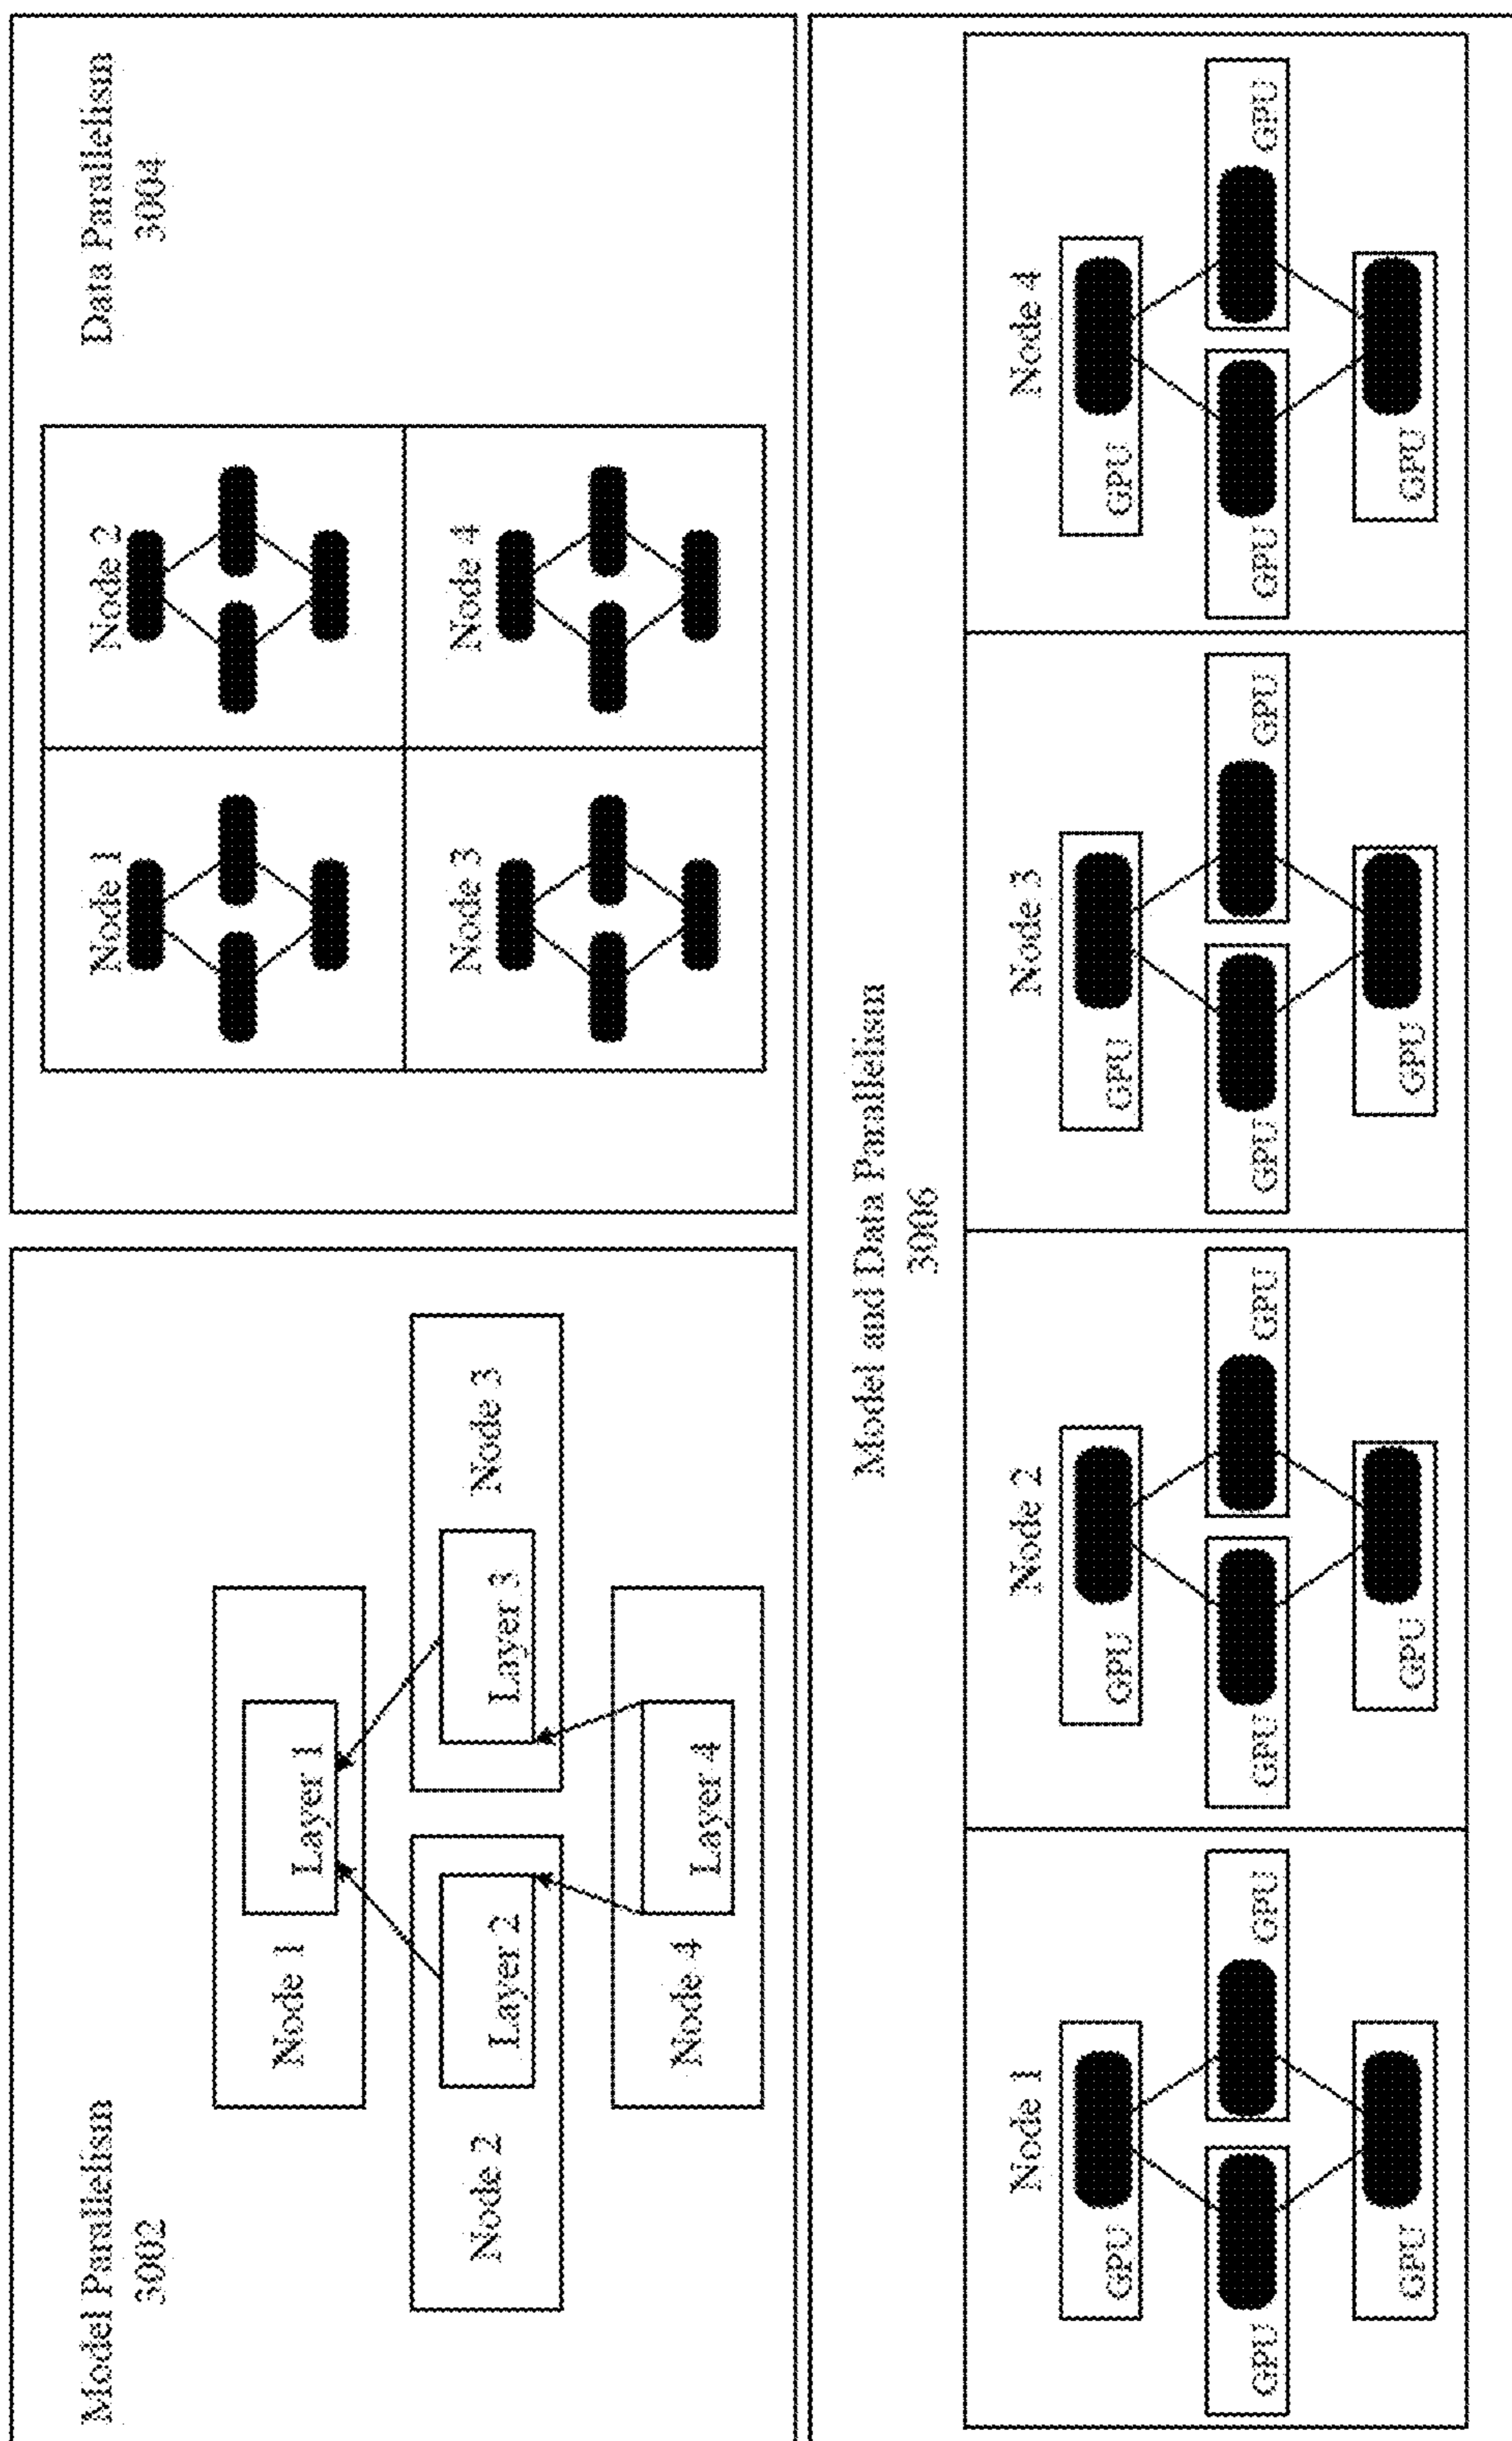 Model Parallelism
3002
Node 1
Layer 1
Node 2
Layer 2
Layer 3
Node 3
Node 4
Layer 4
Data Parallelism
3004
Node 1
Node 2
Node 3
Node 4
Model and Data Parallelism
3006
Node 1
GPU
GPU
GPU
GPU
Node 2
GPU
GPU
GPU
GPU
Node 3
GPU
GPU
GPU
GPU
Node 4
GPU
GPU
GPU
GPU